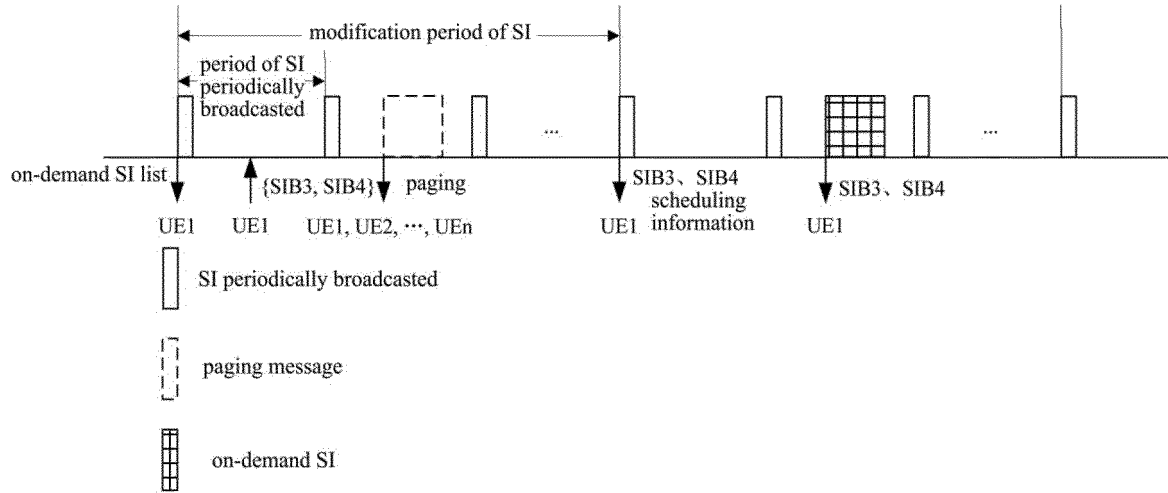 modification period of SI
period of SI
periodically
broadcasted
...
...
on-demand SI list
{SIB3, SIB4}
paging
SIB3、SIB4
scheduling
information
SIB3、SIB4
UE1
UE1
UE1, UE2, ···, UEn
UE1
UE1
SI periodically broadcasted
paging message
on-demand SI